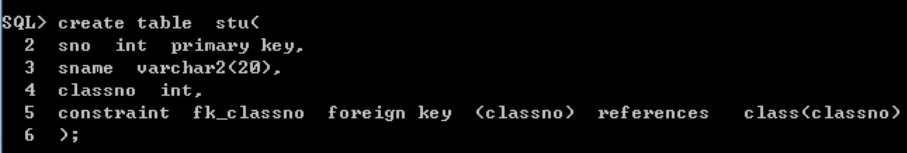 SQL> create table  stu(
  2  sno  int  primary key,
  3  sname  varchar2(20),
  4  classno  int,
  5  constraint  fk_classno  foreign key  (classno)  references   class(classno)
  6  );